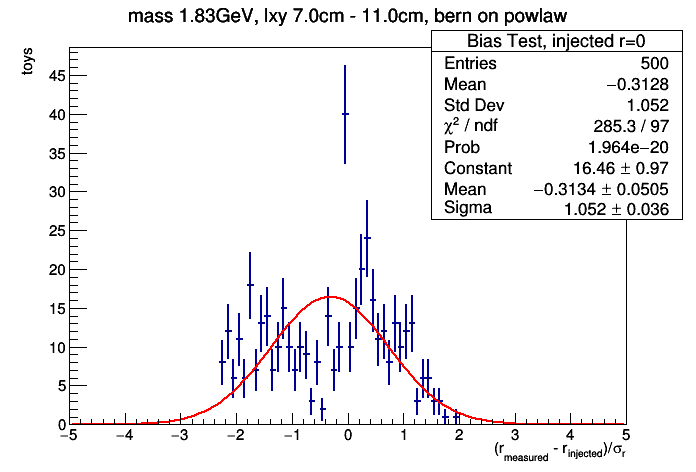 mass 1.83GeV, lxy 7.0cm - 11.0cm, bern on powlaw
Bias Test, injected r=0
Entries 500
Mean −0.3128
Std Dev 1.052
χ² / ndf 285.3 / 97
Prob 1.964e−20
Constant 16.46 ± 0.97
Mean −0.3134 ± 0.0505
Sigma 1.052 ± 0.036
toys
45
40
35
30
25
20
15
10
5
0
−5 −4 −3 −2 −1 0 1 2 3 4 5
(r_measured - r_injected)/σ_r